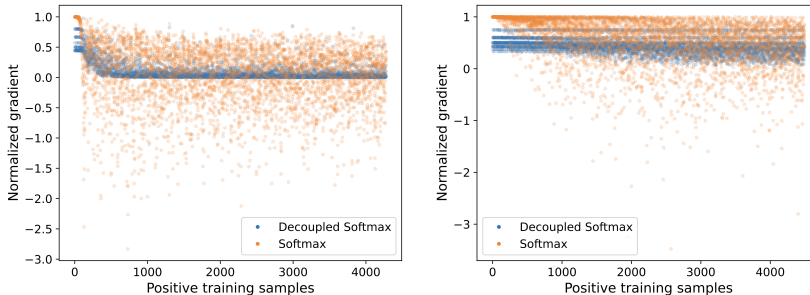 1.0
0.5
0.0
−0.5
−1.0
−1.5
−2.0
−2.5
−3.0
Normalized gradient
Decoupled Softmax
Softmax
0 1000 2000 3000 4000
Positive training samples
1
0
−1
−2
−3
Normalized gradient
Decoupled Softmax
Softmax
0 1000 2000 3000 4000
Positive training samples